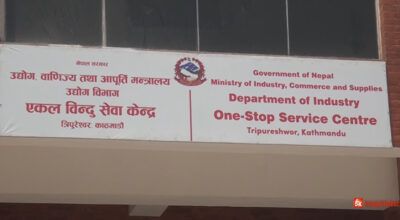 नेपाल सरकार
उद्योग, वाणिज्य तथा आपूर्ति मन्त्रालय
उद्योग विभाग
एकल विन्दु सेवा केन्द्र
त्रिपुरेश्वर, काठमाडौं
Government of Nepal
Ministry of Industry, Commerce and Supplies
Department of Industry
One-Stop Service Centre
Tripureshwor, Kathmandu